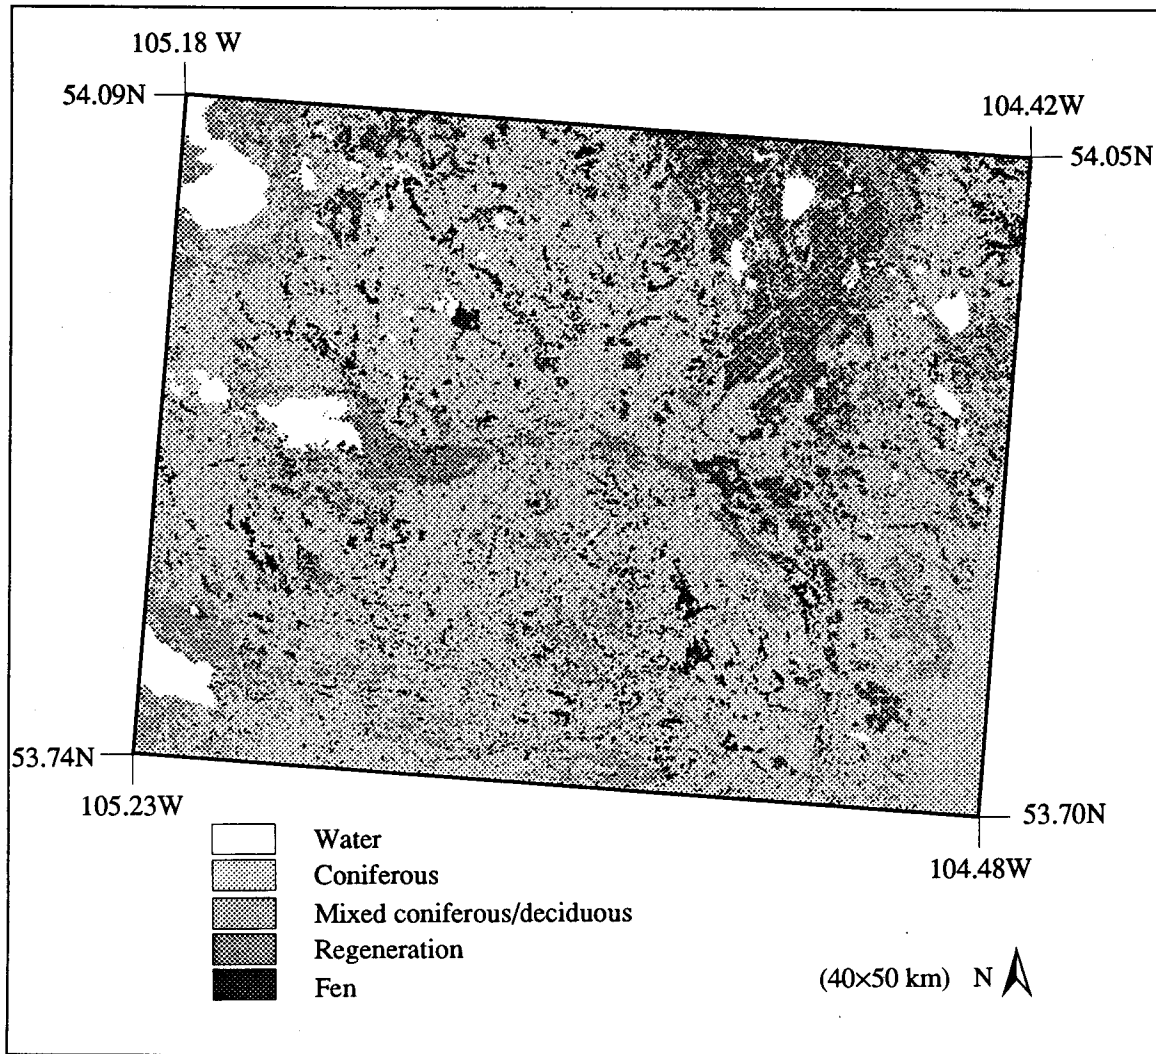 105.18 W
54.09N
104.42W
54.05N
53.74N
105.23W
53.70N
104.48W
Water
Coniferous
Mixed coniferous/deciduous
Regeneration
Fen
(40×50 km) N